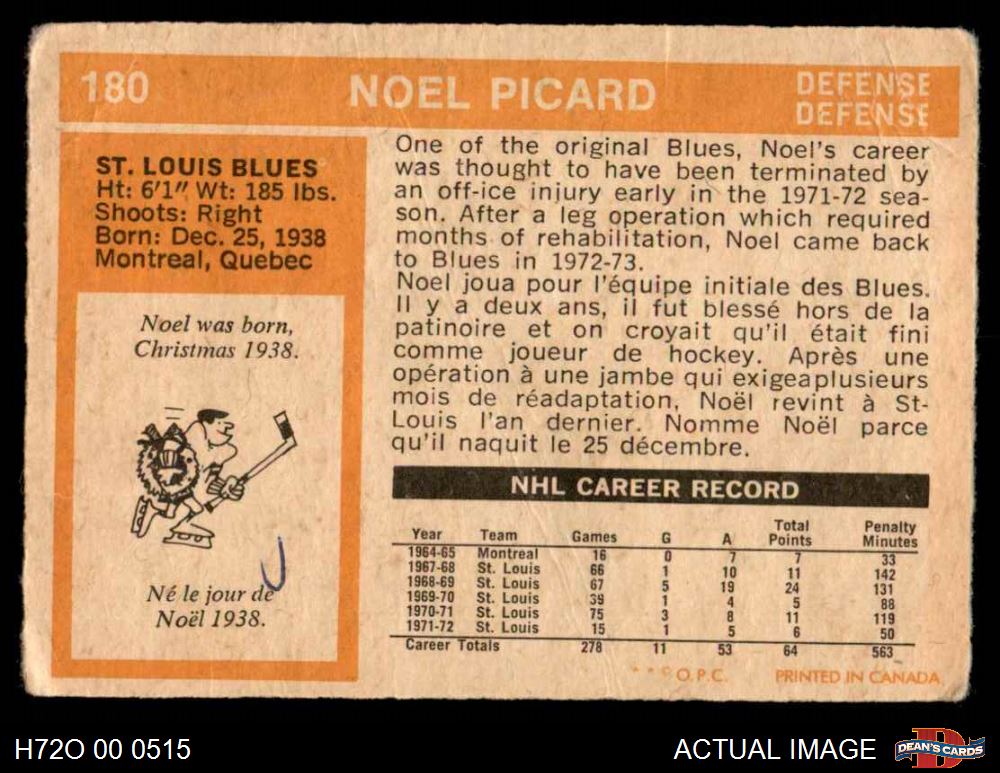 180 NOEL PICARD DEFENSE
DEFENSE
ST. LOUIS BLUES
Ht: 6'1" Wt: 185 lbs.
Shoots: Right
Born: Dec. 25, 1938
Montreal, Quebec
Noel was born,
Christmas 1938.
Né le jour de
Noël 1938.
One of the original Blues, Noel's career
was thought to have been terminated by
an off-ice injury early in the 1971-72 sea-
son. After a leg operation which required
months of rehabilitation, Noel came back
to Blues in 1972-73.
Noel joua pour l'équipe initiale des Blues.
Il y a deux ans, il fut blessé hors de la
patinoire et on croyait qu'il était fini
comme joueur de hockey. Après une
opération à une jambe qui exigeaplusieurs
mois de réadaptation, Noël revint à St-
Louis l'an dernier. Nomme Noël parce
qu'il naquit le 25 décembre.
NHL CAREER RECORD
Year Team Games G A Total Points Penalty Minutes
1964-65 Montreal 16 0 7 7 33
1967-68 St. Louis 66 1 10 11 142
1968-69 St. Louis 67 5 19 24 131
1969-70 St. Louis 39 1 4 5 88
1970-71 St. Louis 75 3 8 11 119
1971-72 St. Louis 15 1 5 6 50
Career Totals 278 11 53 64 563
* * © O.P.C. PRINTED IN CANADA
H72O 00 0515 ACTUAL IMAGE DEAN'S CARDS